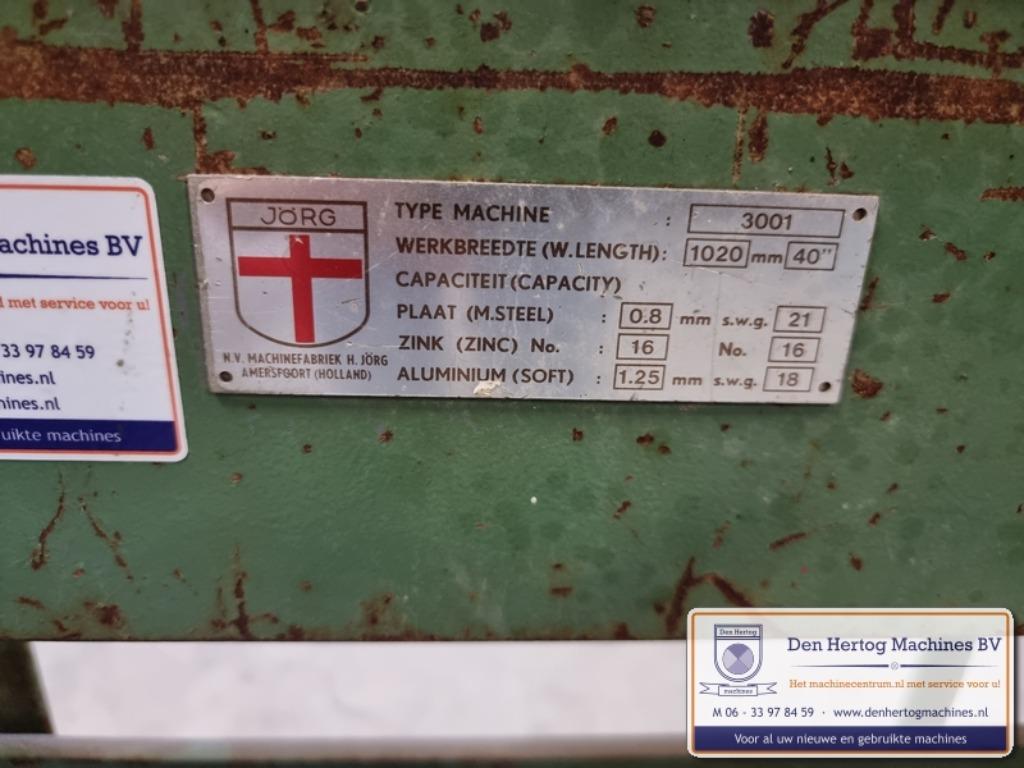 achines BV
l met service voor u!
33 97 84 59
ines.nl
ines.nl
uikte machines
JÖRG
N.V. MACHINEFABRIEK H. JÖRG
AMERSFOORT (HOLLAND)
TYPE MACHINE : 3001
WERKBREEDTE (W.LENGTH): 1020 mm 40"
CAPACITEIT (CAPACITY)
PLAAT (M.STEEL) : 0.8 mm s.w.g. 21
ZINK (ZINC) No. : 16 No. 16
ALUMINIUM (SOFT) : 1.25 mm s.w.g. 18
Den Hertog
machines
Den Hertog Machines BV
Het machinecentrum.nl met service voor u!
M 06 - 33 97 84 59 · www.denhertogmachines.nl
Voor al uw nieuwe en gebruikte machines